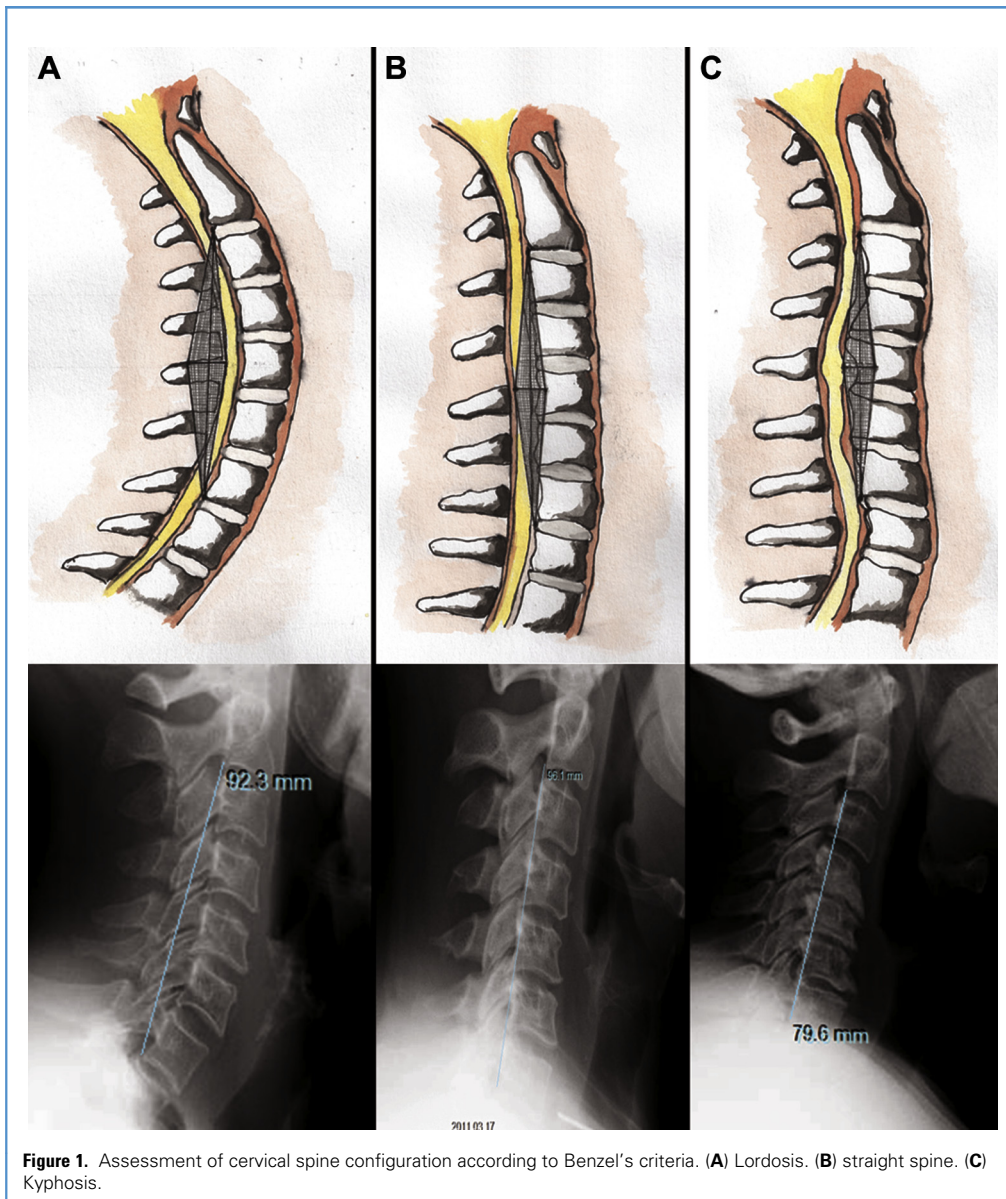 A
B
C
92.3 mm
96.1 mm
79.6 mm
2011.03.17
Figure 1. Assessment of cervical spine configuration according to Benzel's criteria. (A) Lordosis. (B) straight spine. (C)
Kyphosis.